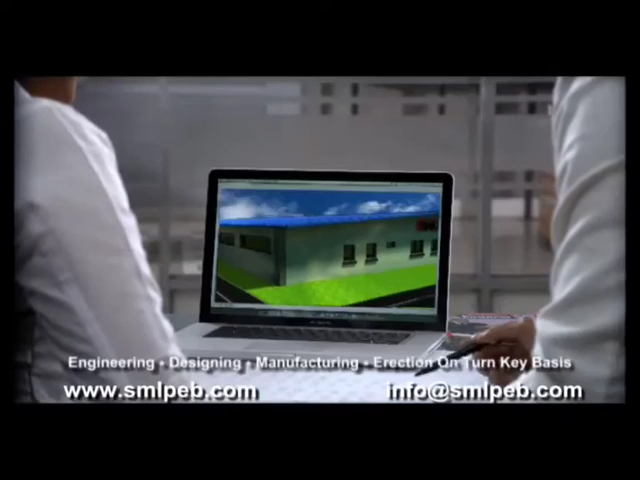 Engineering • Designing • Manufacturing • Erection On Turn Key Basis
www.smlpeb.com info@smlpeb.com